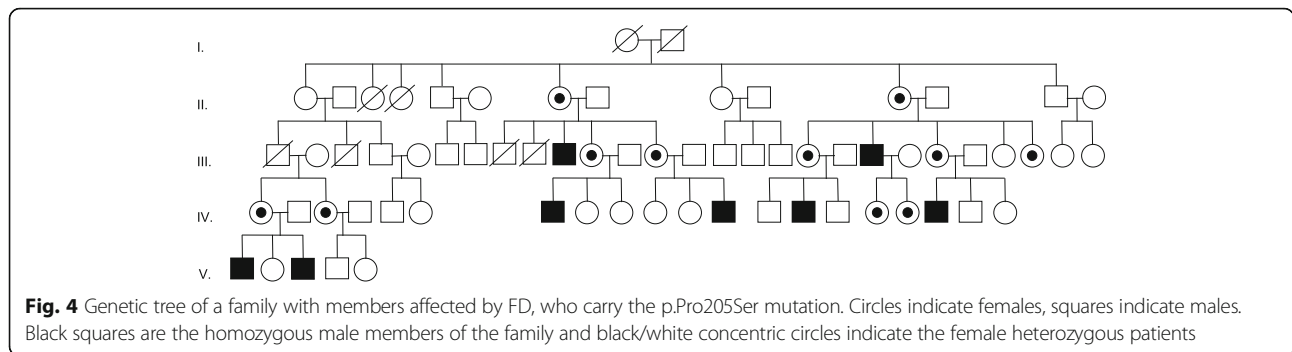 I.
II.
III.
IV.
V.
Fig. 4 Genetic tree of a family with members affected by FD, who carry the p.Pro205Ser mutation. Circles indicate females, squares indicate males.
Black squares are the homozygous male members of the family and black/white concentric circles indicate the female heterozygous patients